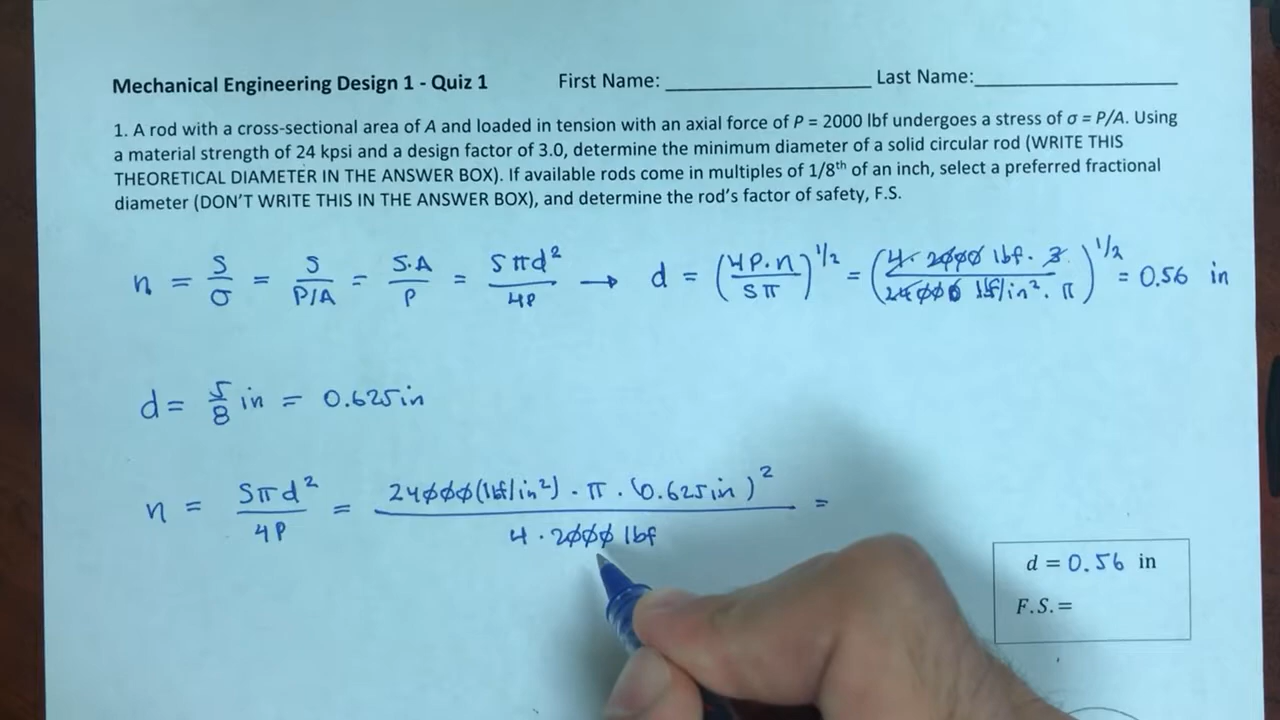 Mechanical Engineering Design 1 - Quiz 1 First Name: ____________________ Last Name:____________________
1. A rod with a cross-sectional area of A and loaded in tension with an axial force of P = 2000 lbf undergoes a stress of σ = P/A. Using
a material strength of 24 kpsi and a design factor of 3.0, determine the minimum diameter of a solid circular rod (WRITE THIS
THEORETICAL DIAMETER IN THE ANSWER BOX). If available rods come in multiples of 1/8th of an inch, select a preferred fractional
diameter (DON'T WRITE THIS IN THE ANSWER BOX), and determine the rod's factor of safety, F.S.
n = S/σ = S/(P/A) = S·A/P = Sπd²/4P → d = (4P·n/Sπ)^1/2 = (4·2000 lbf·3/24000 lbf/in²·π)^1/2 = 0.56 in
d = 5/8 in = 0.625in
n = Sπd²/4P = 24000(lbf/in²)·π·(0.625in)²/4·2000 lbf =
d = 0.56 in
F.S.=